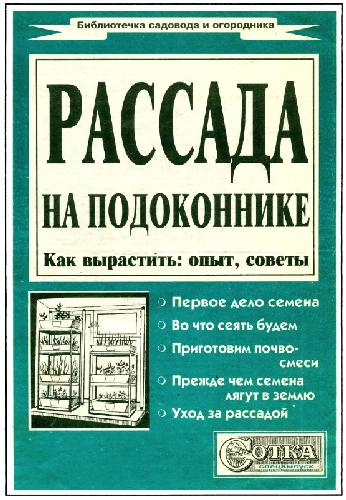 Библиотечка садовода и огородника
РАССАДА
НА ПОДОКОННИКЕ
Как вырастить: опыт, советы
Первое дело семена
Во что сеять будем
Приготовим почво-
смеси
Прежде чем семена
лягут в землю
Уход за рассадой
СОТКА
спецвыпуск